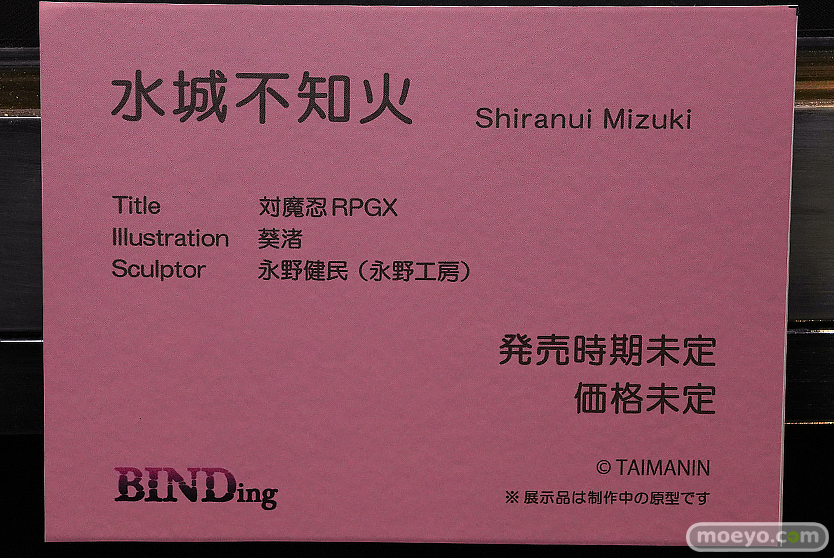 水城不知火 Shiranui Mizuki
Title 対魔忍RPGX
Illustration 葵渚
Sculptor 永野健民（永野工房）
発売時期未定
価格未定
© TAIMANIN
BINDing
※展示品は制作中の原型です
moeyo.com